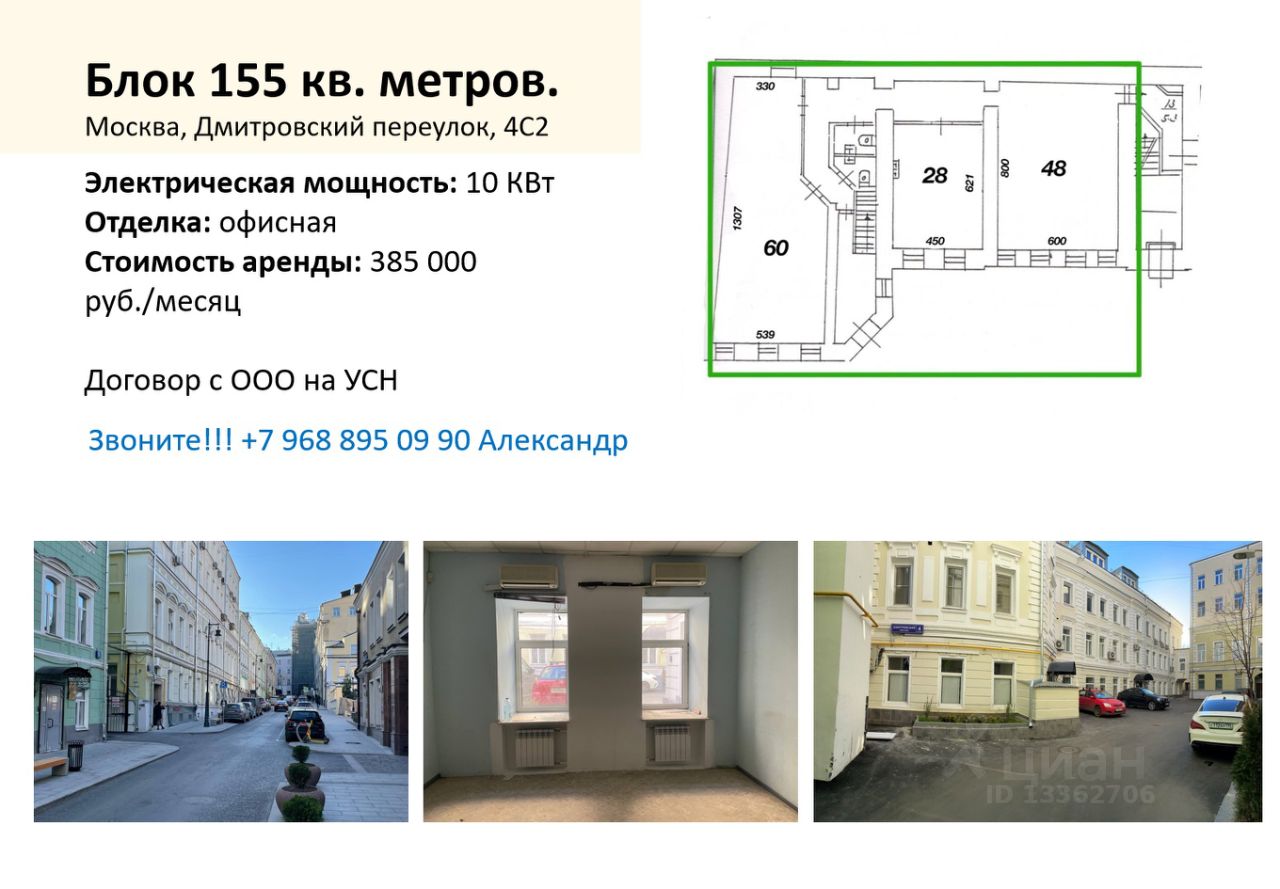 Блок 155 кв. метров.
Москва, Дмитровский переулок, 4С2
Электрическая мощность: 10 КВт
Отделка: офисная
Стоимость аренды: 385 000
руб./месяц
Договор с ООО на УСН
Звоните!!! +7 968 895 09 90 Александр
330
1307
60
539
28
621
450
800
48
600
циан
ID 13362706